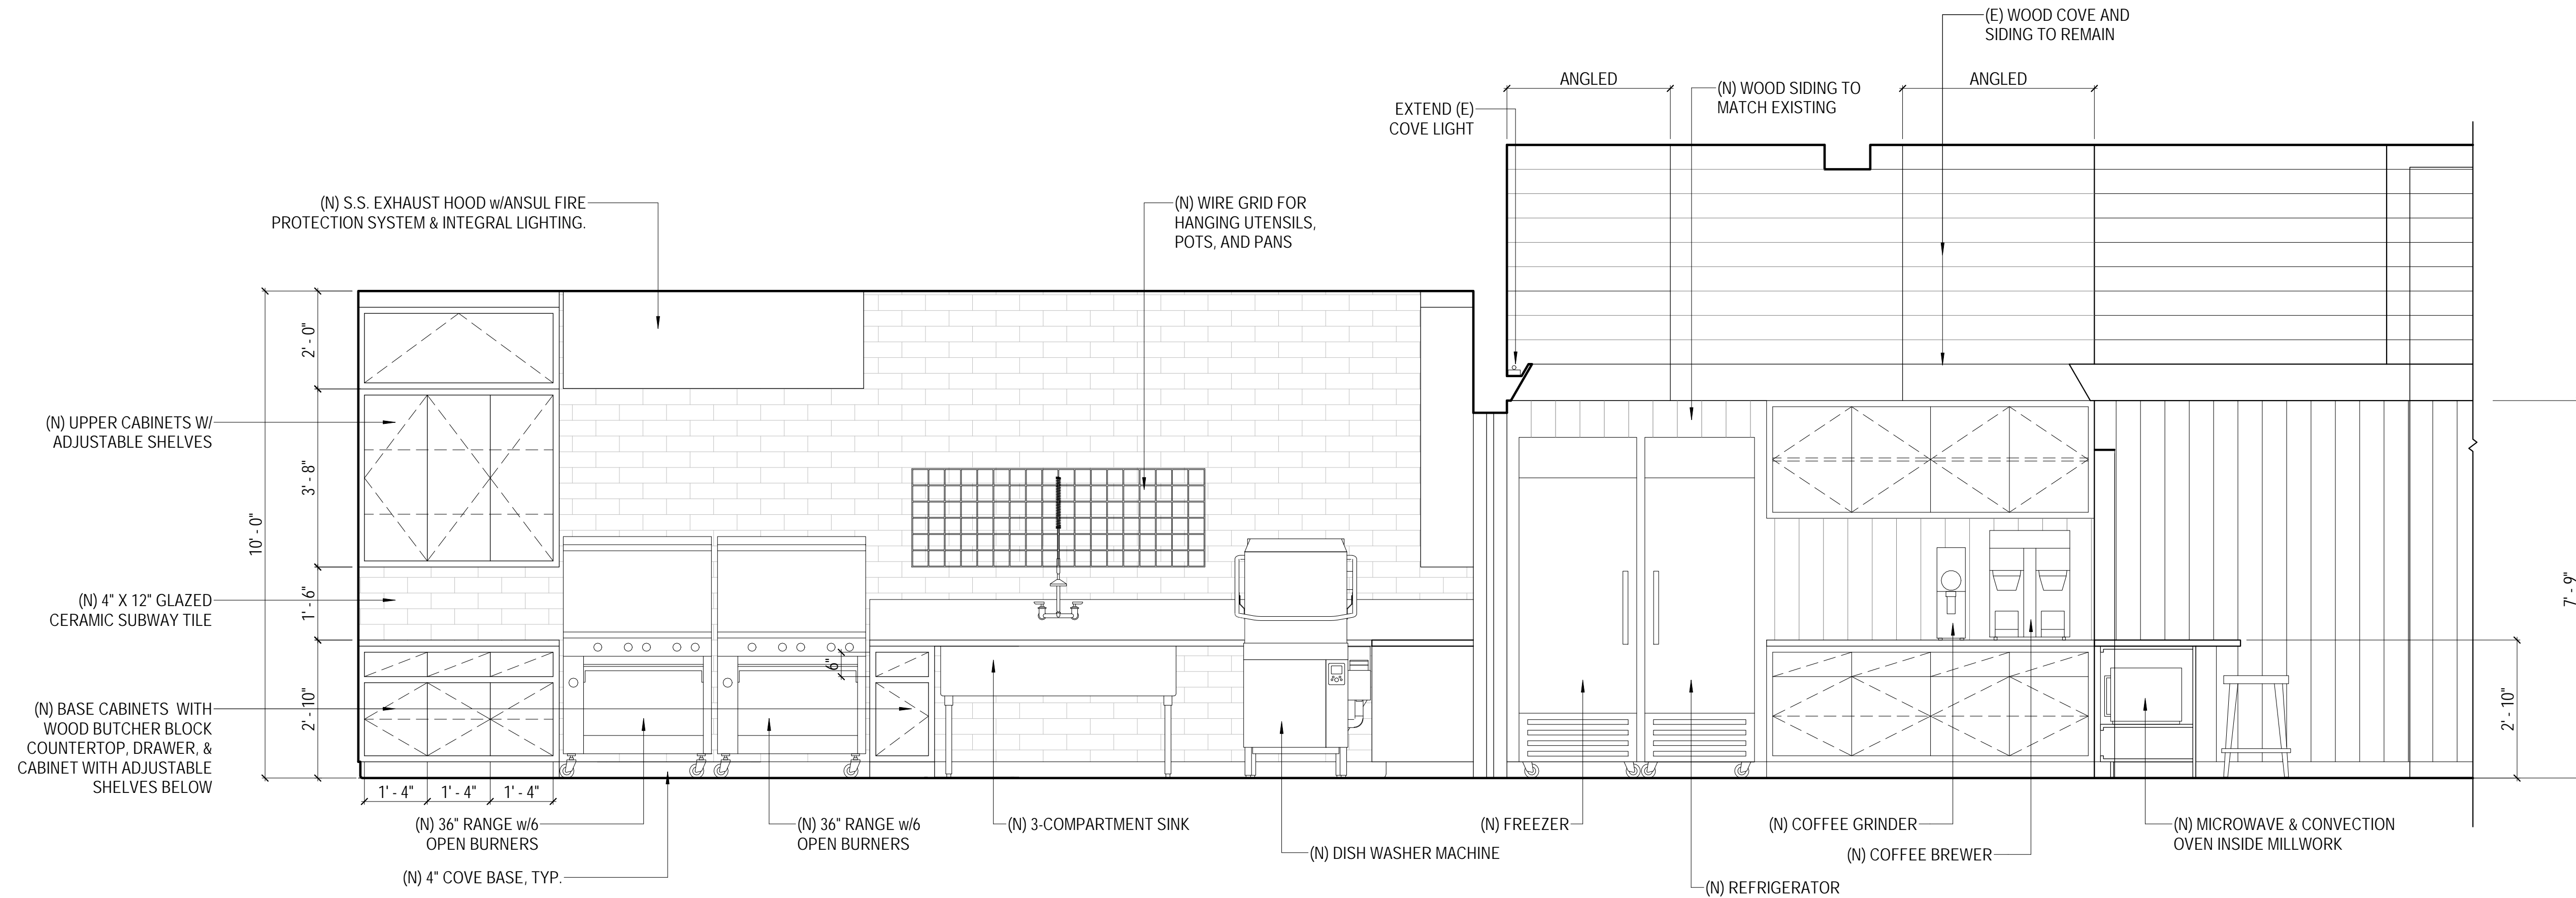 (E) WOOD COVE AND
SIDING TO REMAIN
ANGLED
ANGLED
(N) WOOD SIDING TO
MATCH EXISTING
EXTEND (E)
COVE LIGHT
(N) S.S. EXHAUST HOOD w/ANSUL FIRE
PROTECTION SYSTEM & INTEGRAL LIGHTING.
(N) WIRE GRID FOR
HANGING UTENSILS,
POTS, AND PANS
2' - 0"
(N) UPPER CABINETS W/
ADJUSTABLE SHELVES
3' - 8"
10' - 0"
(N) 4" X 12" GLAZED
CERAMIC SUBWAY TILE
1' - 6"
7' - 9"
6"
(N) BASE CABINETS WITH
WOOD BUTCHER BLOCK
COUNTERTOP, DRAWER, &
CABINET WITH ADJUSTABLE
SHELVES BELOW
2' - 10"
2' - 10"
1' - 4"
1' - 4"
1' - 4"
(N) 36" RANGE w/6
OPEN BURNERS
(N) 36" RANGE w/6
OPEN BURNERS
(N) 3-COMPARTMENT SINK
(N) FREEZER
(N) COFFEE GRINDER
(N) MICROWAVE & CONVECTION
OVEN INSIDE MILLWORK
(N) DISH WASHER MACHINE
(N) COFFEE BREWER
(N) 4" COVE BASE, TYP.
(N) REFRIGERATOR